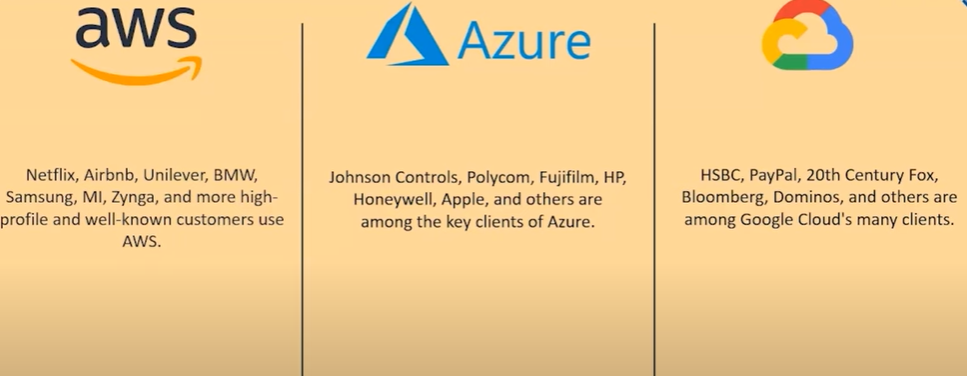 aws
Netflix, Airbnb, Unilever, BMW,
Samsung, MI, Zynga, and more high-
profile and well-known customers use
AWS.
Azure
Johnson Controls, Polycom, Fujifilm, HP,
Honeywell, Apple, and others are
among the key clients of Azure.
HSBC, PayPal, 20th Century Fox,
Bloomberg, Dominos, and others are
among Google Cloud's many clients.